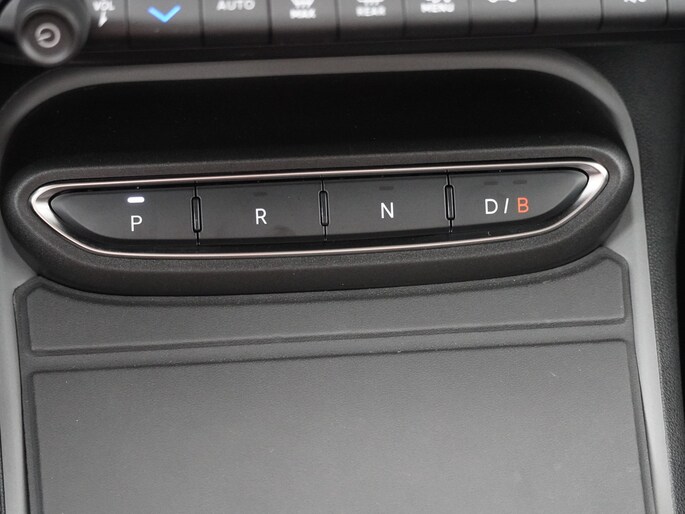 VOL AUTO MAX REAR MENU
P R N D/B